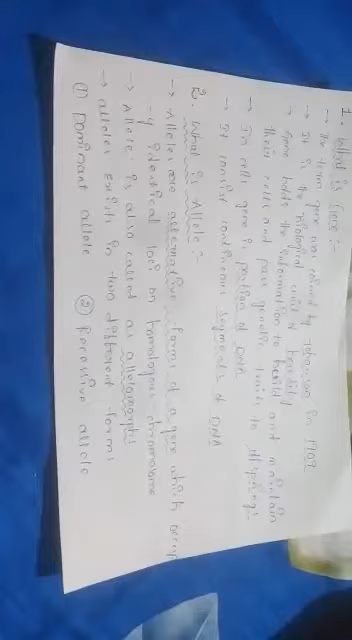 1. What is Gene :-
→ The term gene was coined by Johanson in 1909
→ It is the biological unit of heredity
→ Gene holds the information to build and maintain
their cells and pass genetic traits to offsprings.
→ In cells gene is portion of DNA
→ It consist continuous segments of DNA
2. What is Allele :-
→ Alleles are alternative forms of a gene which occupy
identical loci on homologous chromosome
→ Allele is also called as allelomorphs
→ alleles exists in two different forms
① Dominant allele ② Recessive allele